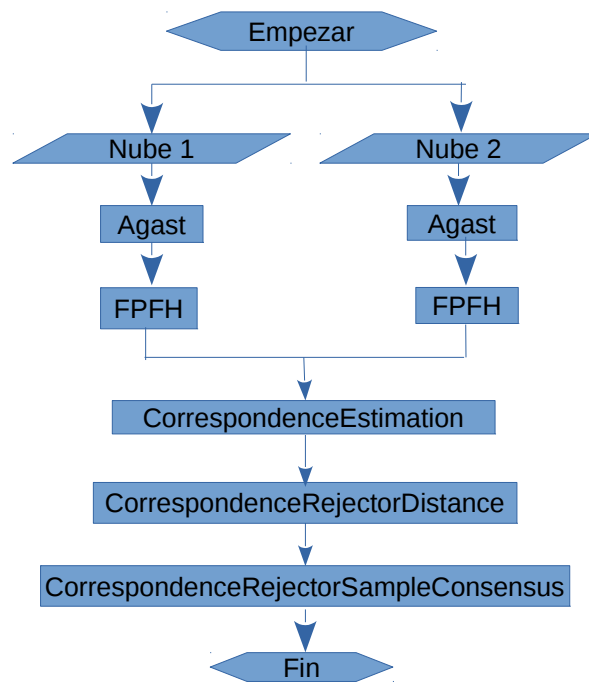 Empezar
Nube 1
Nube 2
Agast
Agast
FPFH
FPFH
CorrespondenceEstimation
CorrespondenceRejectorDistance
CorrespondenceRejectorSampleConsensus
Fin